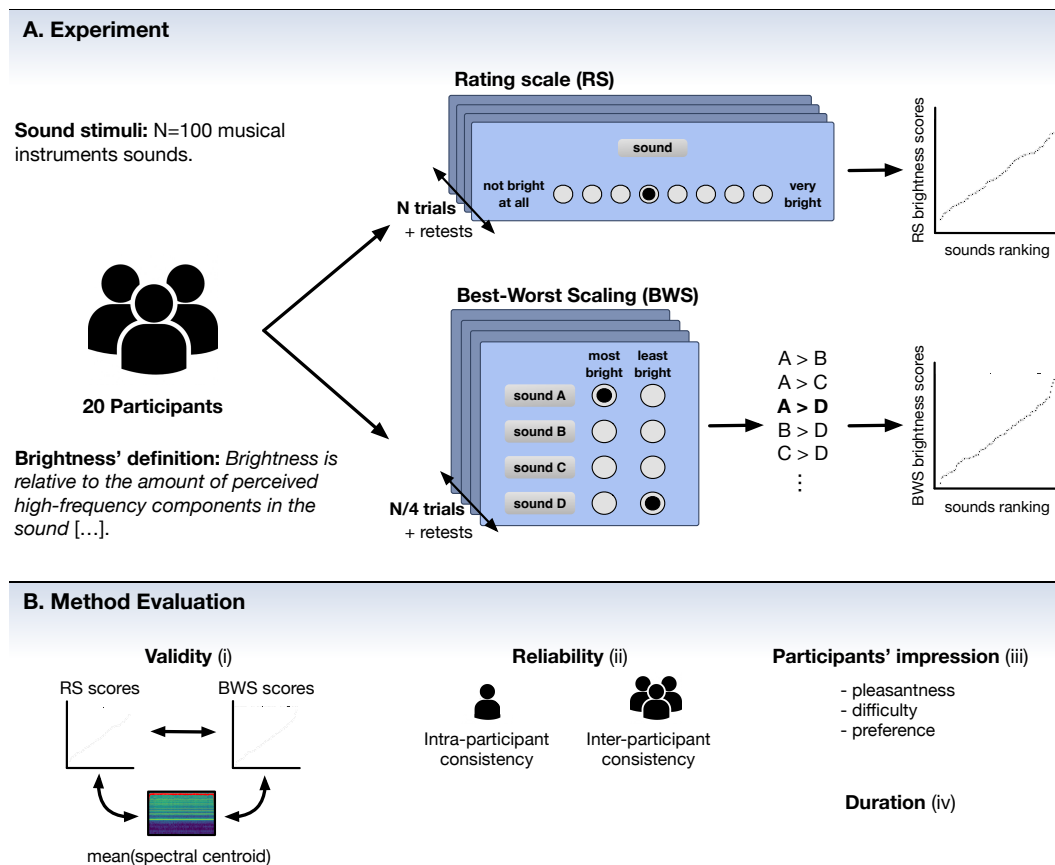 A. Experiment
Sound stimuli: N=100 musical
instruments sounds.
20 Participants
Brightness' definition: Brightness is
relative to the amount of perceived
high-frequency components in the
sound […].
Rating scale (RS)
sound
not bright
at all
very
bright
N trials
+ retests
RS brightness scores
sounds ranking
Best-Worst Scaling (BWS)
most
bright
least
bright
sound A
sound B
sound C
sound D
N/4 trials
+ retests
A > B
A > C
A > D
B > D
C > D
⋮
BWS brightness scores
sounds ranking
B. Method Evaluation
Validity (i)
RS scores
BWS scores
mean(spectral centroid)
Reliability (ii)
Intra-participant
consistency
Inter-participant
consistency
Participants' impression (iii)
- pleasantness
- difficulty
- preference
Duration (iv)